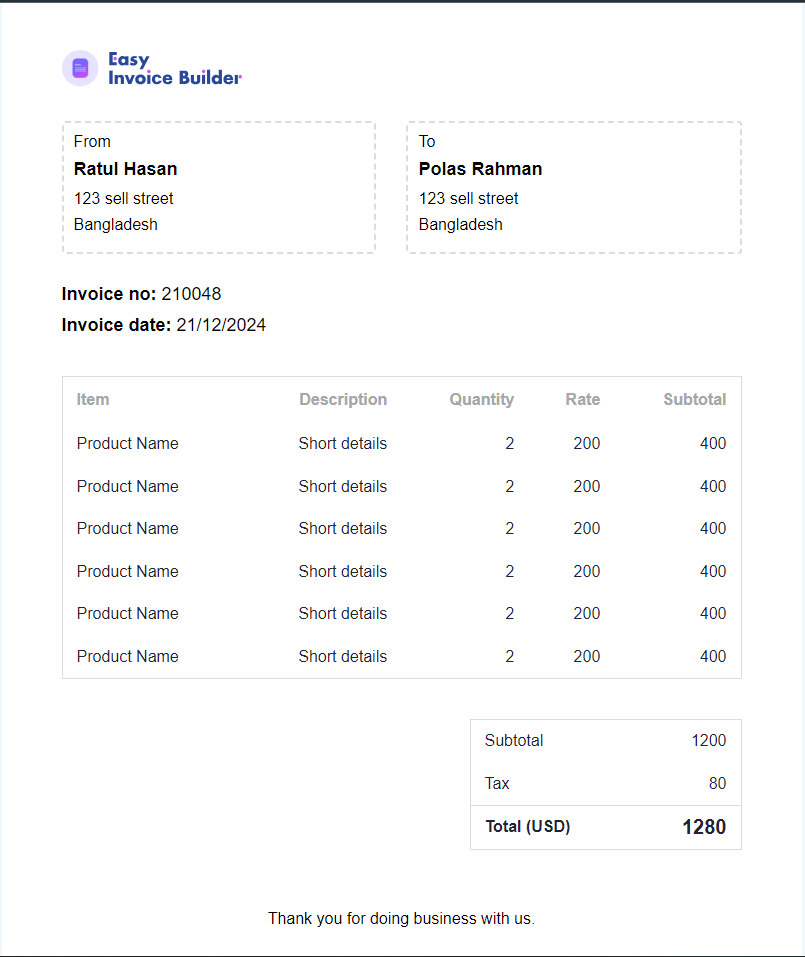 Easy
Invoice Builder
From
Ratul Hasan
123 sell street
Bangladesh
To
Polas Rahman
123 sell street
Bangladesh
Invoice no: 210048
Invoice date: 21/12/2024
Item Description Quantity Rate Subtotal
Product Name Short details 2 200 400
Product Name Short details 2 200 400
Product Name Short details 2 200 400
Product Name Short details 2 200 400
Product Name Short details 2 200 400
Product Name Short details 2 200 400
Subtotal 1200
Tax 80
Total (USD) 1280
Thank you for doing business with us.